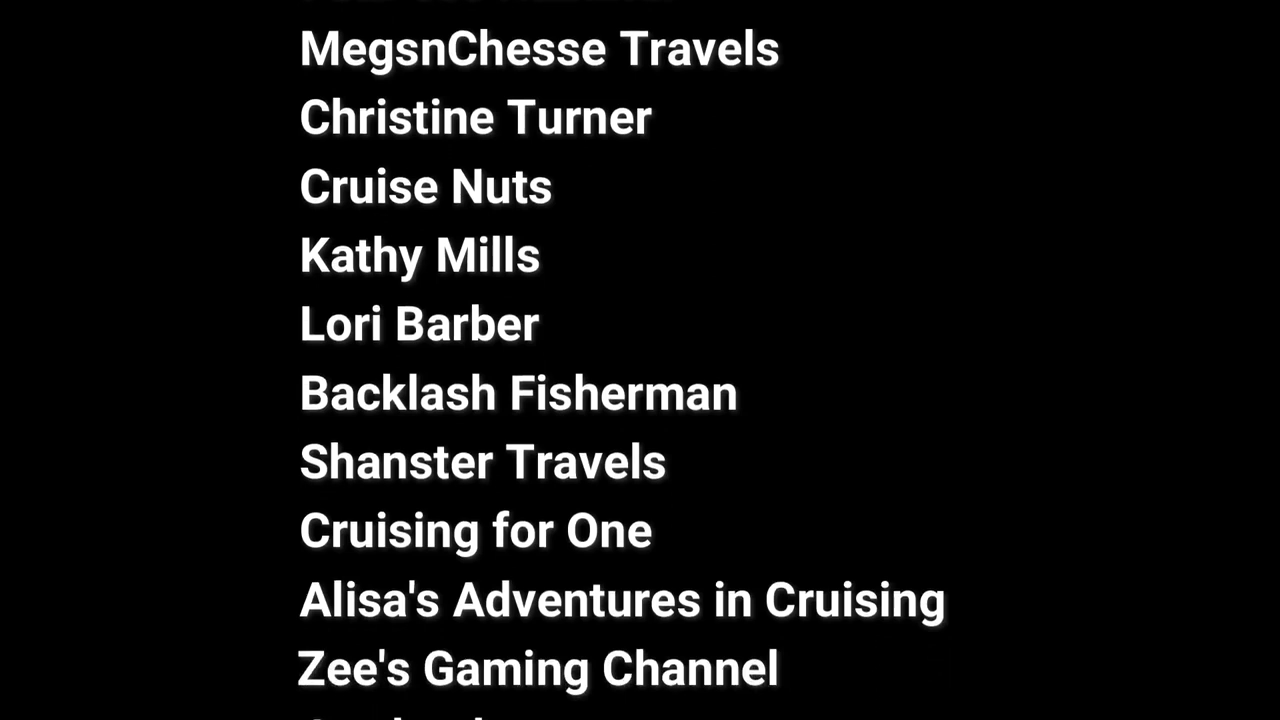 MegsnChesse Travels
Christine Turner
Cruise Nuts
Kathy Mills
Lori Barber
Backlash Fisherman
Shanster Travels
Cruising for One
Alisa's Adventures in Cruising
Zee's Gaming Channel